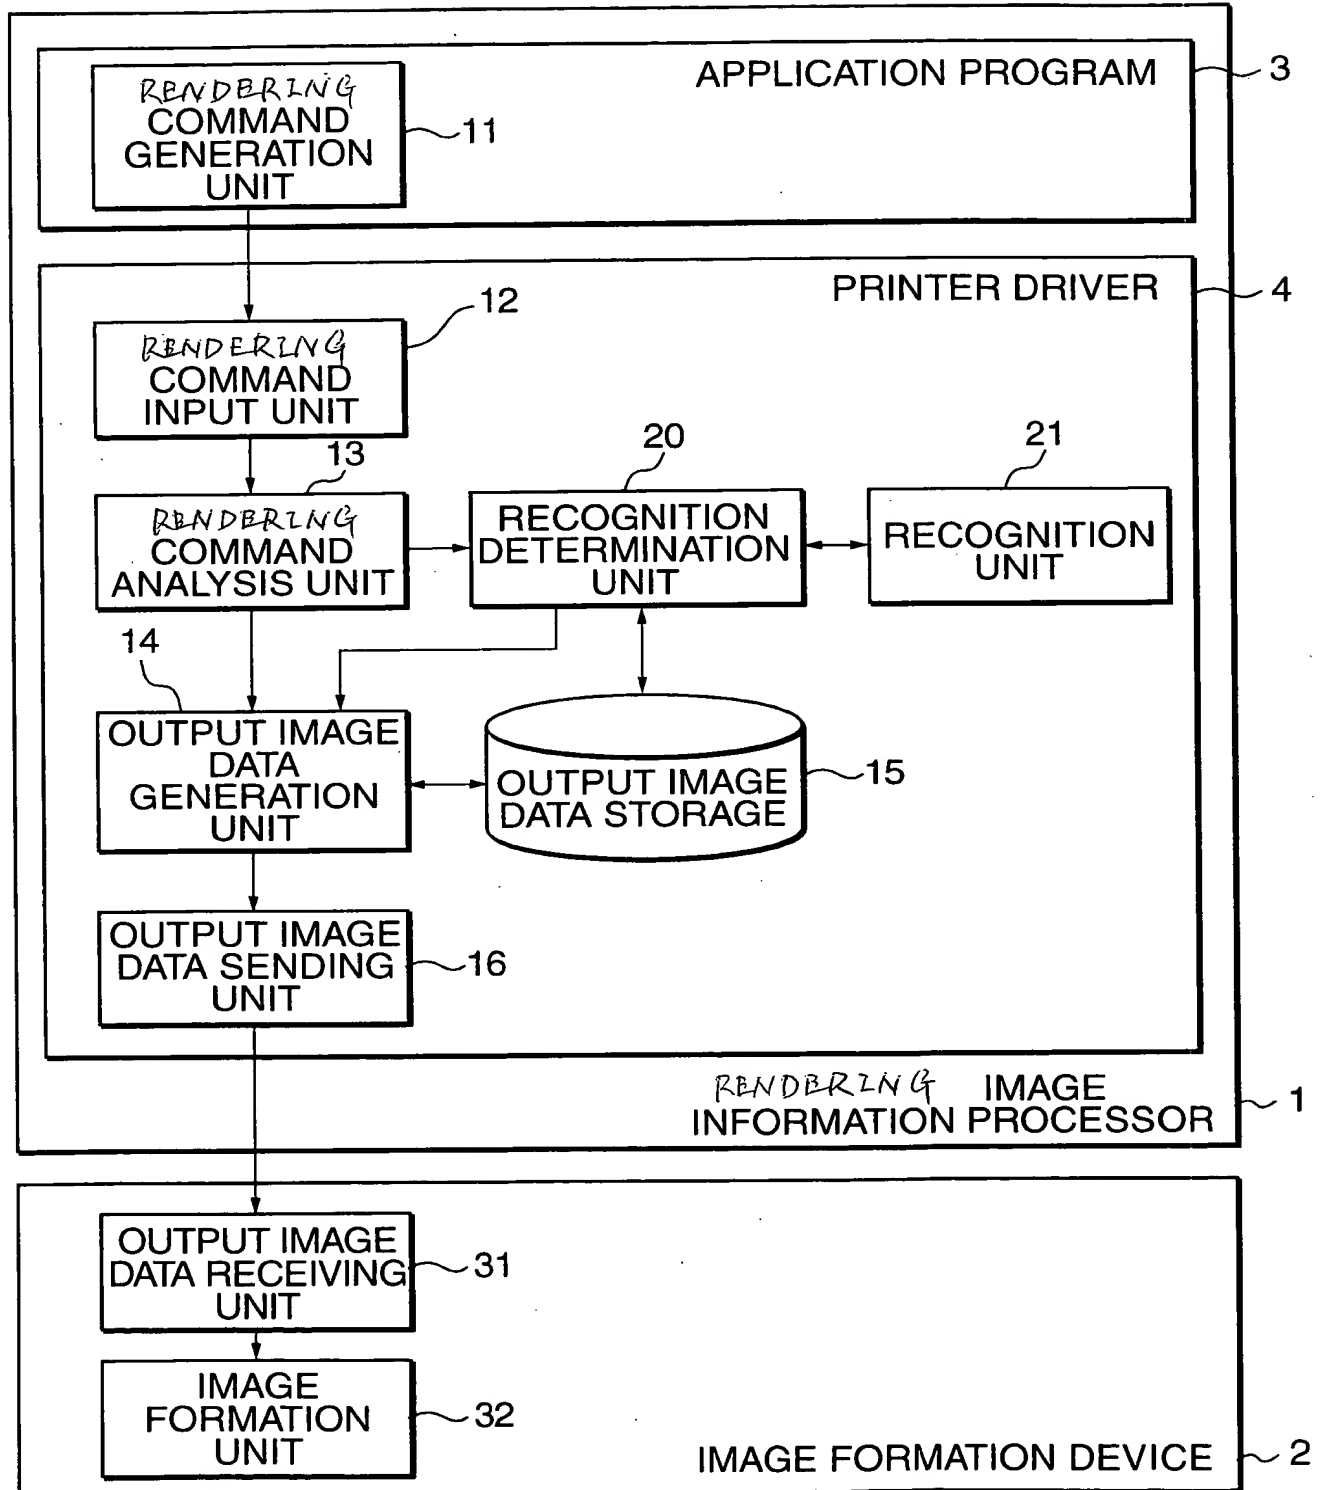 APPLICATION PROGRAM
3
RENDERING
COMMAND
GENERATION
UNIT
11
PRINTER DRIVER
4
12
RENDERING
COMMAND
INPUT UNIT
13
RENDERING
COMMAND
ANALYSIS UNIT
20
RECOGNITION
DETERMINATION
UNIT
21
RECOGNITION
UNIT
14
OUTPUT IMAGE
DATA
GENERATION
UNIT
OUTPUT IMAGE
DATA STORAGE
15
OUTPUT IMAGE
DATA SENDING
UNIT
16
RENDERING IMAGE
INFORMATION PROCESSOR
1
OUTPUT IMAGE
DATA RECEIVING
UNIT
31
IMAGE
FORMATION
UNIT
32
IMAGE FORMATION DEVICE
2